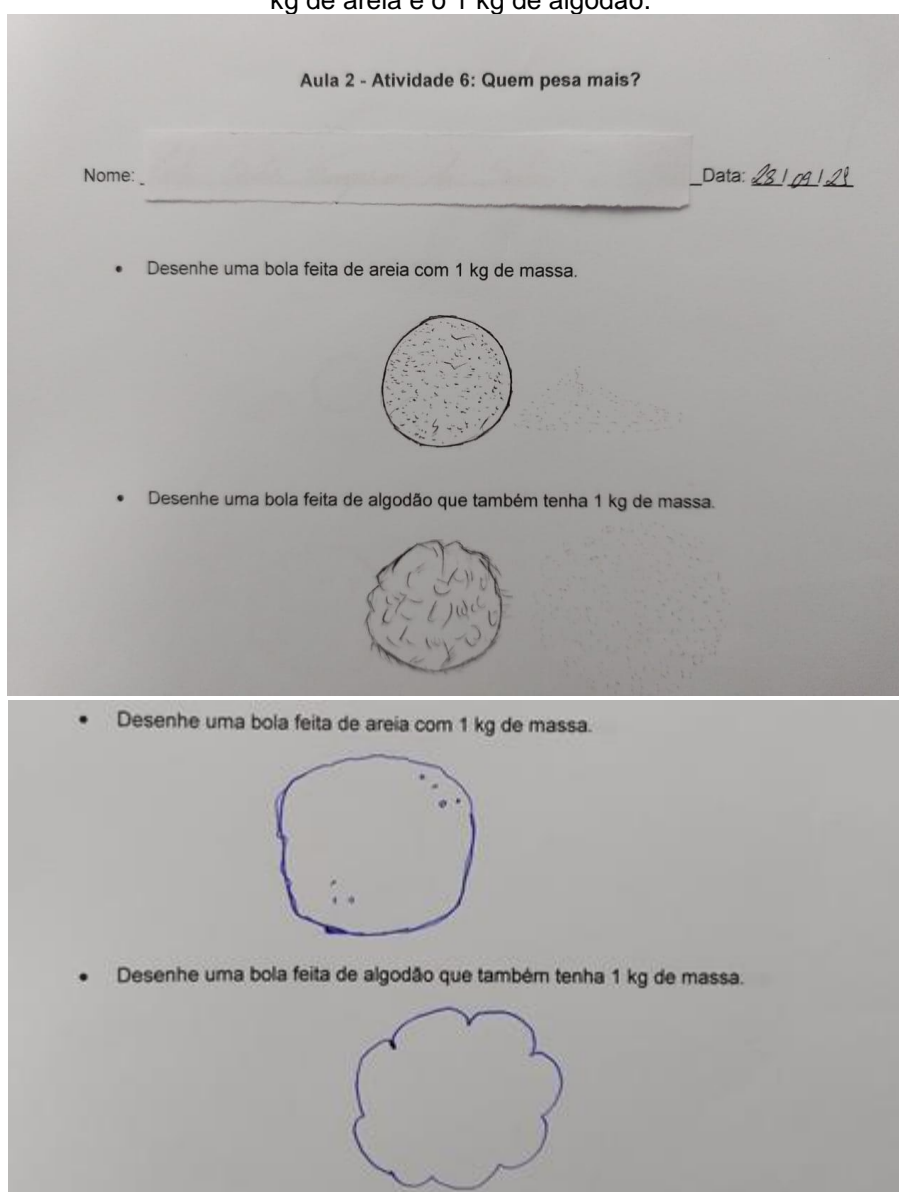 kg de areia e o 1 kg de algodão.
Aula 2 - Atividade 6: Quem pesa mais?
Nome: _ _Data: 28/09/21
• Desenhe uma bola feita de areia com 1 kg de massa.
• Desenhe uma bola feita de algodão que também tenha 1 kg de massa.
• Desenhe uma bola feita de areia com 1 kg de massa.
• Desenhe uma bola feita de algodão que também tenha 1 kg de massa.